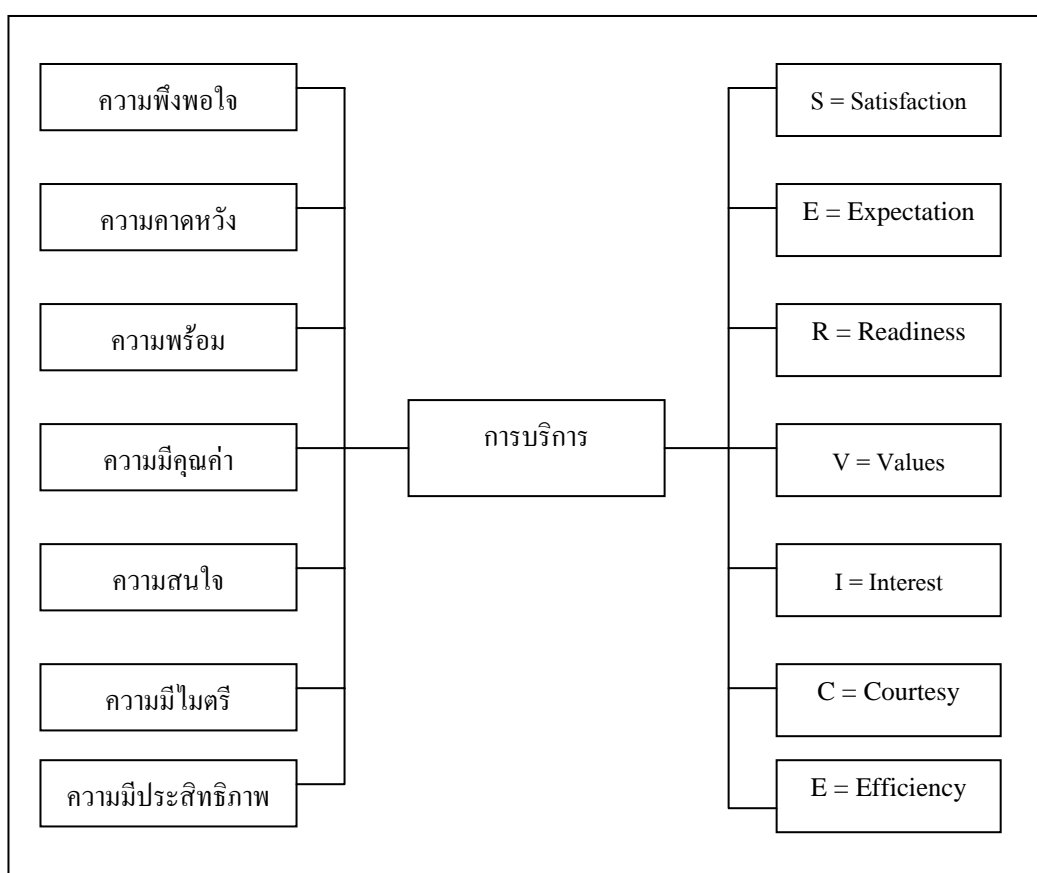 ความพึงพอใจ
S = Satisfaction
ความคาดหวัง
E = Expectation
ความพร้อม
R = Readiness
การบริการ
ความมีคุณค่า
V = Values
ความสนใจ
I = Interest
ความมีไมตรี
C = Courtesy
ความมีประสิทธิภาพ
E = Efficiency